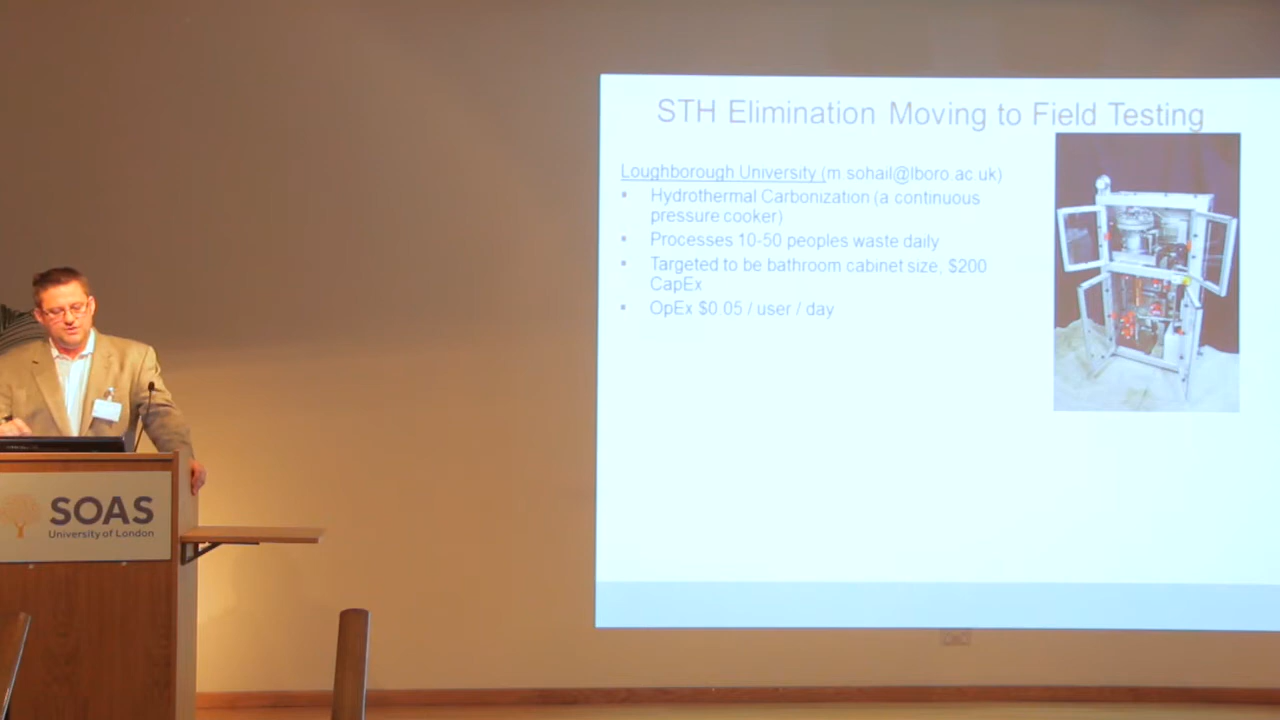 STH Elimination Moving to Field Testing
Loughborough University (m.sohail@lboro.ac.uk)
▪ Hydrothermal Carbonization (a continuous
pressure cooker)
▪ Processes 10-50 peoples waste daily
▪ Targeted to be bathroom cabinet size, $200
CapEx
▪ OpEx $0.05 / user / day
SOAS
University of London